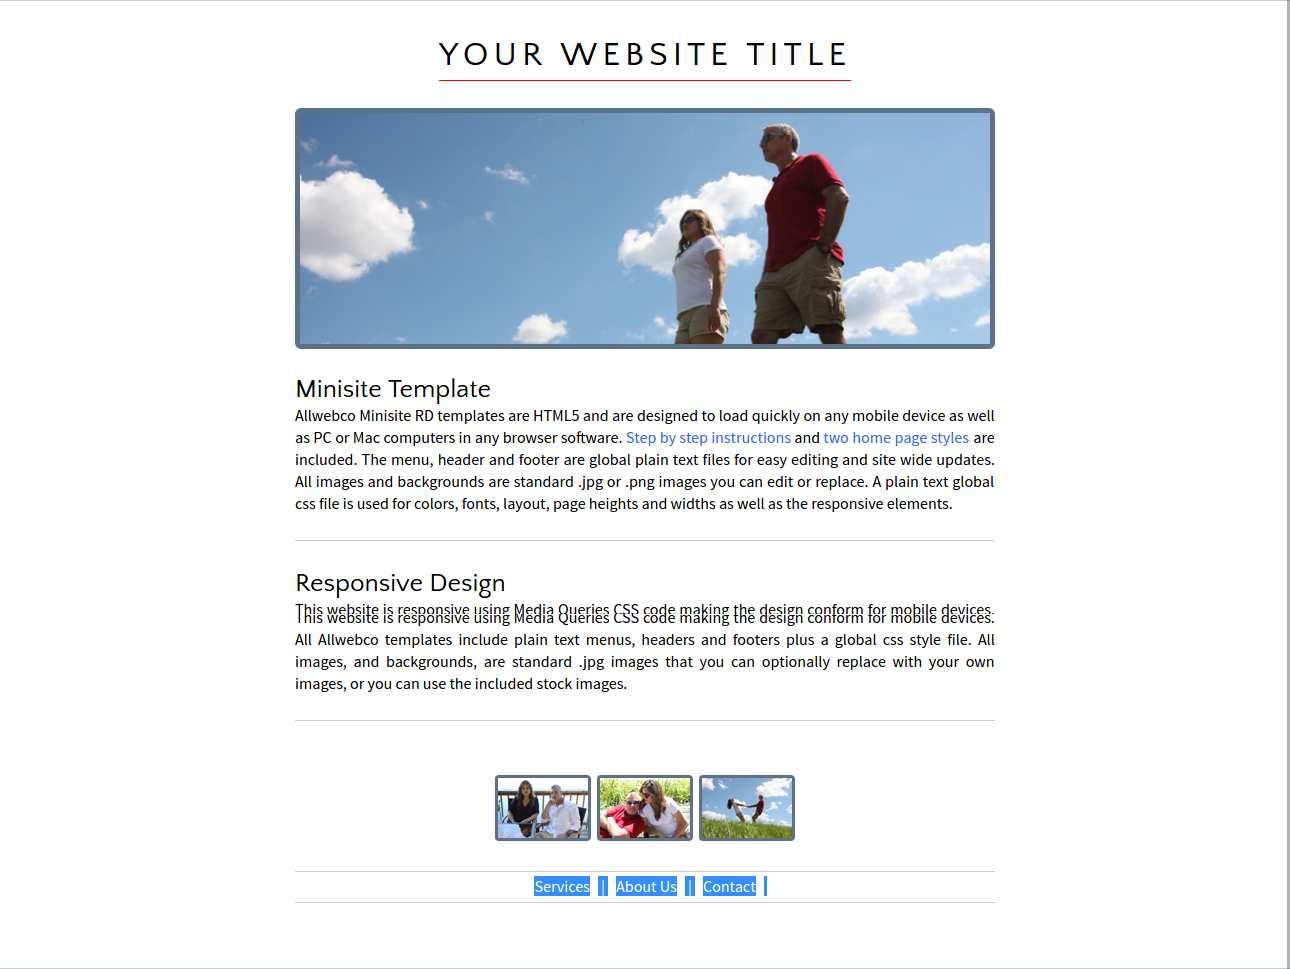 YOUR WEBSITE TITLE
Minisite Template
Allwebco Minisite RD templates are HTML5 and are designed to load quickly on any mobile device as well
as PC or Mac computers in any browser software. Step by step instructions and two home page styles are
included. The menu, header and footer are global plain text files for easy editing and site wide updates.
All images and backgrounds are standard .jpg or .png images you can edit or replace. A plain text global
css file is used for colors, fonts, layout, page heights and widths as well as the responsive elements.
Responsive Design
This website is responsive using Media Queries CSS code making the design conform for mobile devices.
This website is responsive using Media Queries CSS code making the design conform for mobile devices.
All Allwebco templates include plain text menus, headers and footers plus a global css style file. All
images, and backgrounds, are standard .jpg images that you can optionally replace with your own
images, or you can use the included stock images.
Services | About Us | Contact